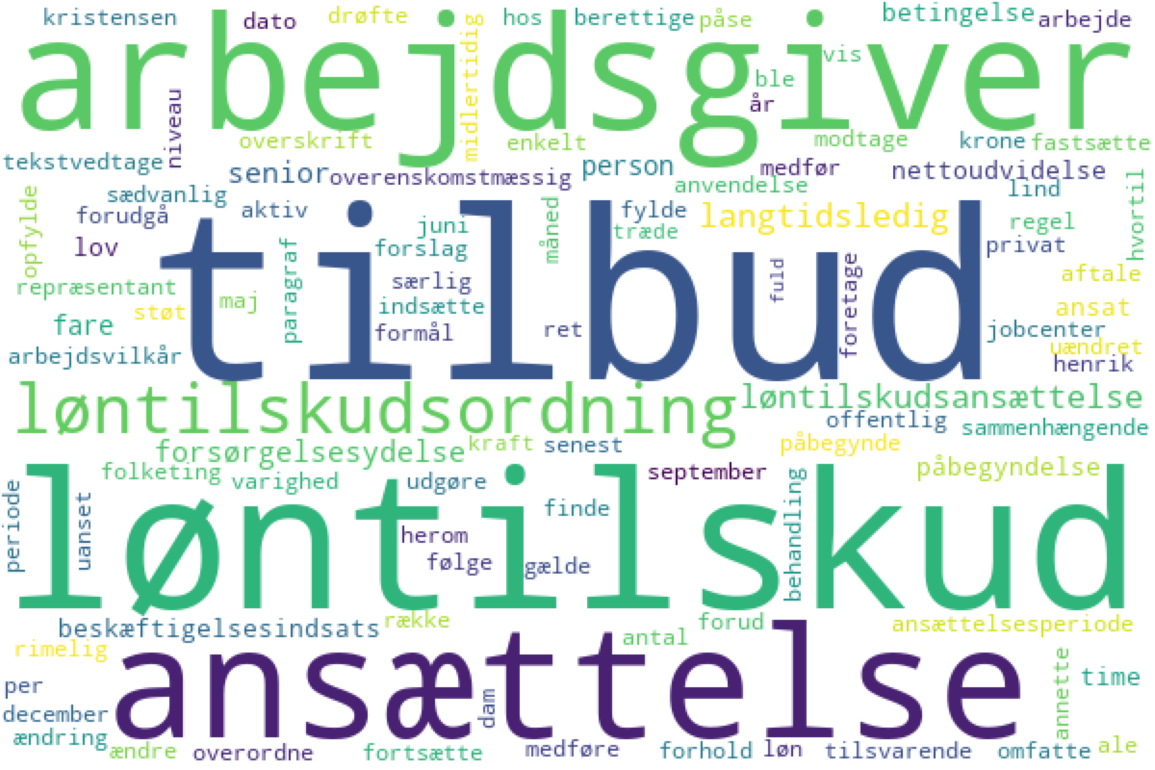 kristensen
dato
drøfte
hos
berettige
påse
betingelse
arbejde
arbejdsgiver
midlertidig
vis
ble
år
niveau
overskrift
enkelt
modtage
krone
fastsætte
tekstvedtage
senior
overenskomstmæssig
person
medfør
nettoudvidelse
sædvanlig
anvendelse
lind
opfylde
forudgå
aktiv
juni
måned
fylde
langtidsledig
regel
hvortil
træde
lov
forslag
privat
tilbud
paragraf
særlig
fuld
foretage
aftale
repræsentant
maj
indsætte
støt
ansat
fare
formål
ret
jobcenter
uændret
arbejdsvilkår
henrik
løntilskudsordning
løntilskudsansættelse
offentlig
sammenhængende
forsørgelsesydelse
kraft
senest
påbegynde
folketing
varighed
udgøre
september
påbegyndelse
periode
uanset
finde
behandling
løntilskud
herom
følge
gælde
beskæftigelsesindsats
række
forud
ansættelsesperiode
rimelig
antal
ansættelse
per
dam
annette
time
december
ændring
ændre
overordne
fortsætte
medføre
forhold
løn
tilsvarende
omfatte
ale